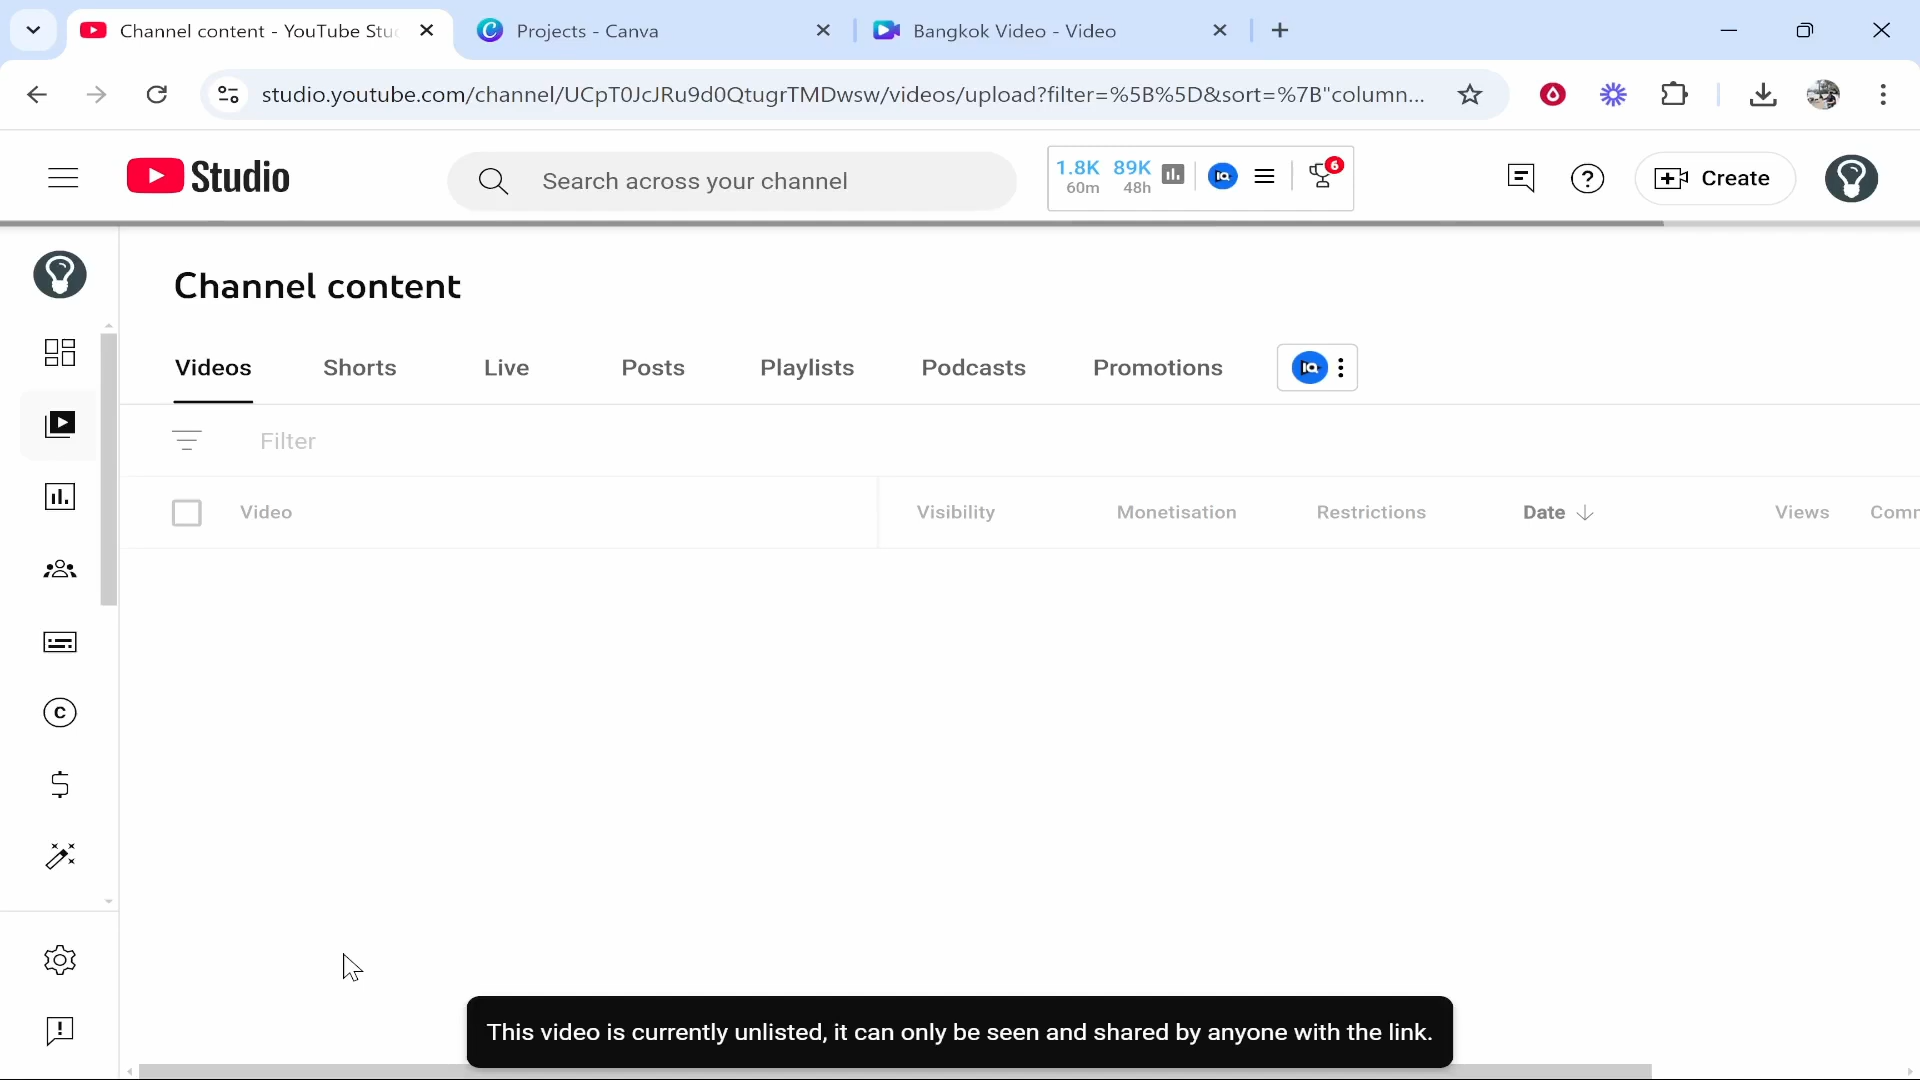 Channel content - YouTube Stu
Projects - Canva
Bangkok Video - Video
studio.youtube.com/channel/UCpT0JcJRu9d0QtugrTMDwsw/videos/upload?filter=%5B%5D&sort=%7B"column...
Studio
Search across your channel
1.8K 89K
60m 48h
IQ
6
Create
Channel content
Videos Shorts Live Posts Playlists Podcasts Promotions IQ
Filter
Video Visibility Monetisation Restrictions Date Views Comm
This video is currently unlisted, it can only be seen and shared by anyone with the link.